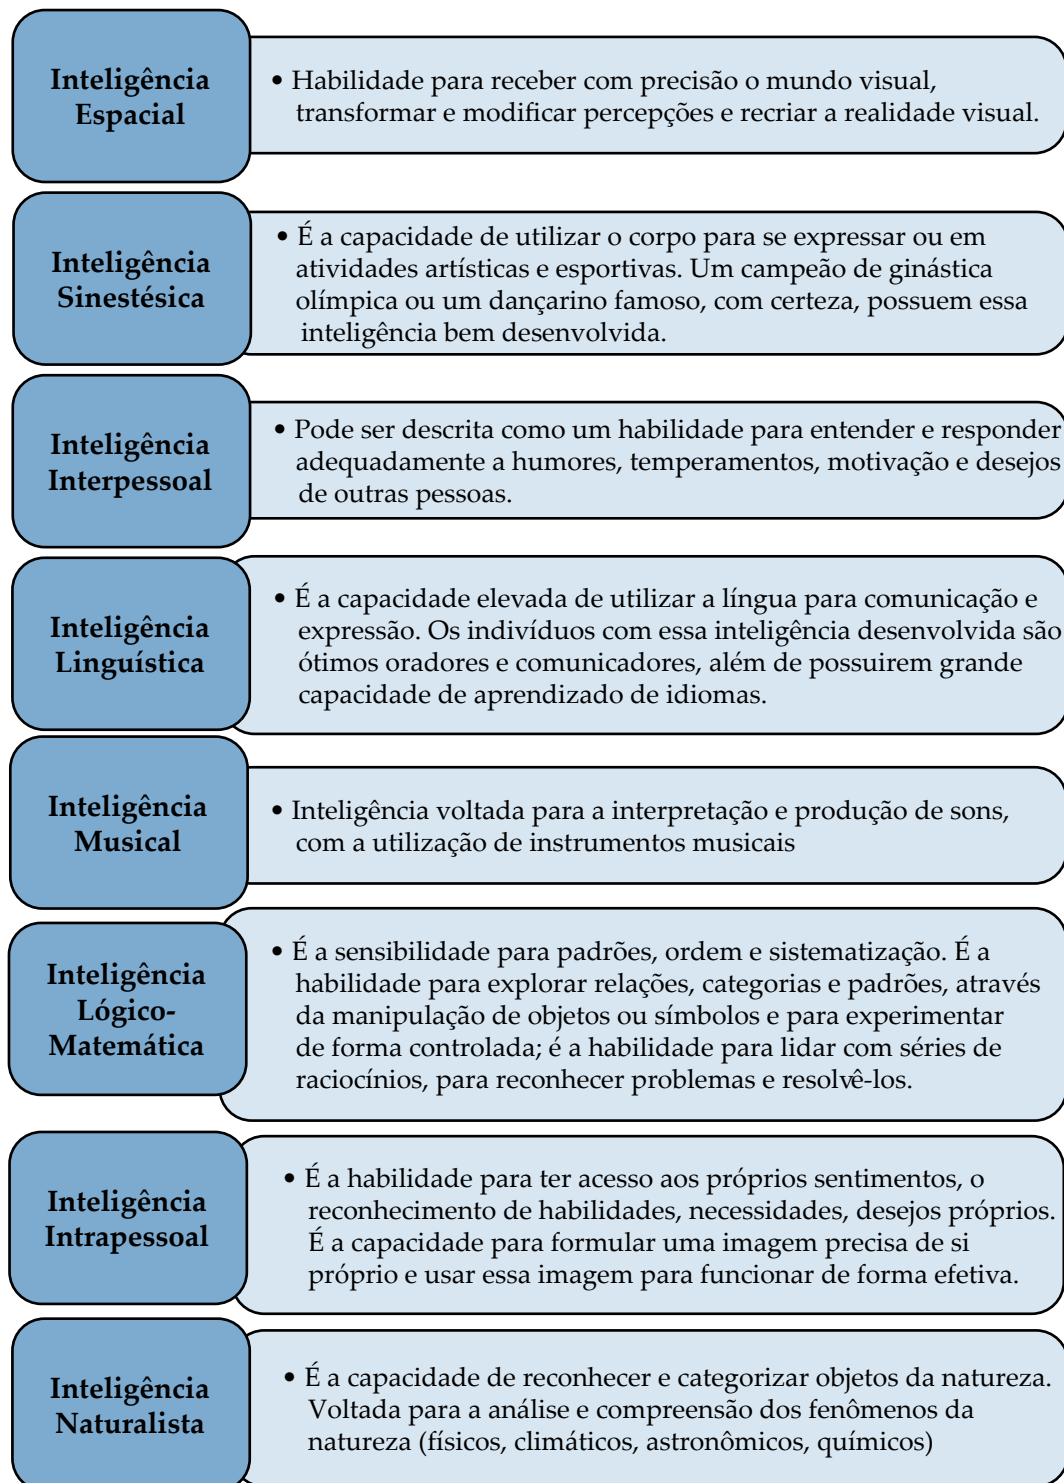 Inteligência
Espacial
• Habilidade para receber com precisão o mundo visual,
transformar e modificar percepções e recriar a realidade visual.
Inteligência
Sinestésica
• É a capacidade de utilizar o corpo para se expressar ou em
atividades artísticas e esportivas. Um campeão de ginástica
olímpica ou um dançarino famoso, com certeza, possuem essa
inteligência bem desenvolvida.
Inteligência
Interpessoal
• Pode ser descrita como um habilidade para entender e responder
adequadamente a humores, temperamentos, motivação e desejos
de outras pessoas.
Inteligência
Linguística
• É a capacidade elevada de utilizar a língua para comunicação e
expressão. Os indivíduos com essa inteligência desenvolvida são
ótimos oradores e comunicadores, além de possuirem grande
capacidade de aprendizado de idiomas.
Inteligência
Musical
• Inteligência voltada para a interpretação e produção de sons,
com a utilização de instrumentos musicais
Inteligência
Lógico-
Matemática
• É a sensibilidade para padrões, ordem e sistematização. É a
habilidade para explorar relações, categorias e padrões, através
da manipulação de objetos ou símbolos e para experimentar
de forma controlada; é a habilidade para lidar com séries de
raciocínios, para reconhecer problemas e resolvê-los.
Inteligência
Intrapessoal
• É a habilidade para ter acesso aos próprios sentimentos, o
reconhecimento de habilidades, necessidades, desejos próprios.
É a capacidade para formular uma imagem precisa de si
próprio e usar essa imagem para funcionar de forma efetiva.
Inteligência
Naturalista
• É a capacidade de reconhecer e categorizar objetos da natureza.
Voltada para a análise e compreensão dos fenômenos da
natureza (físicos, climáticos, astronômicos, químicos)